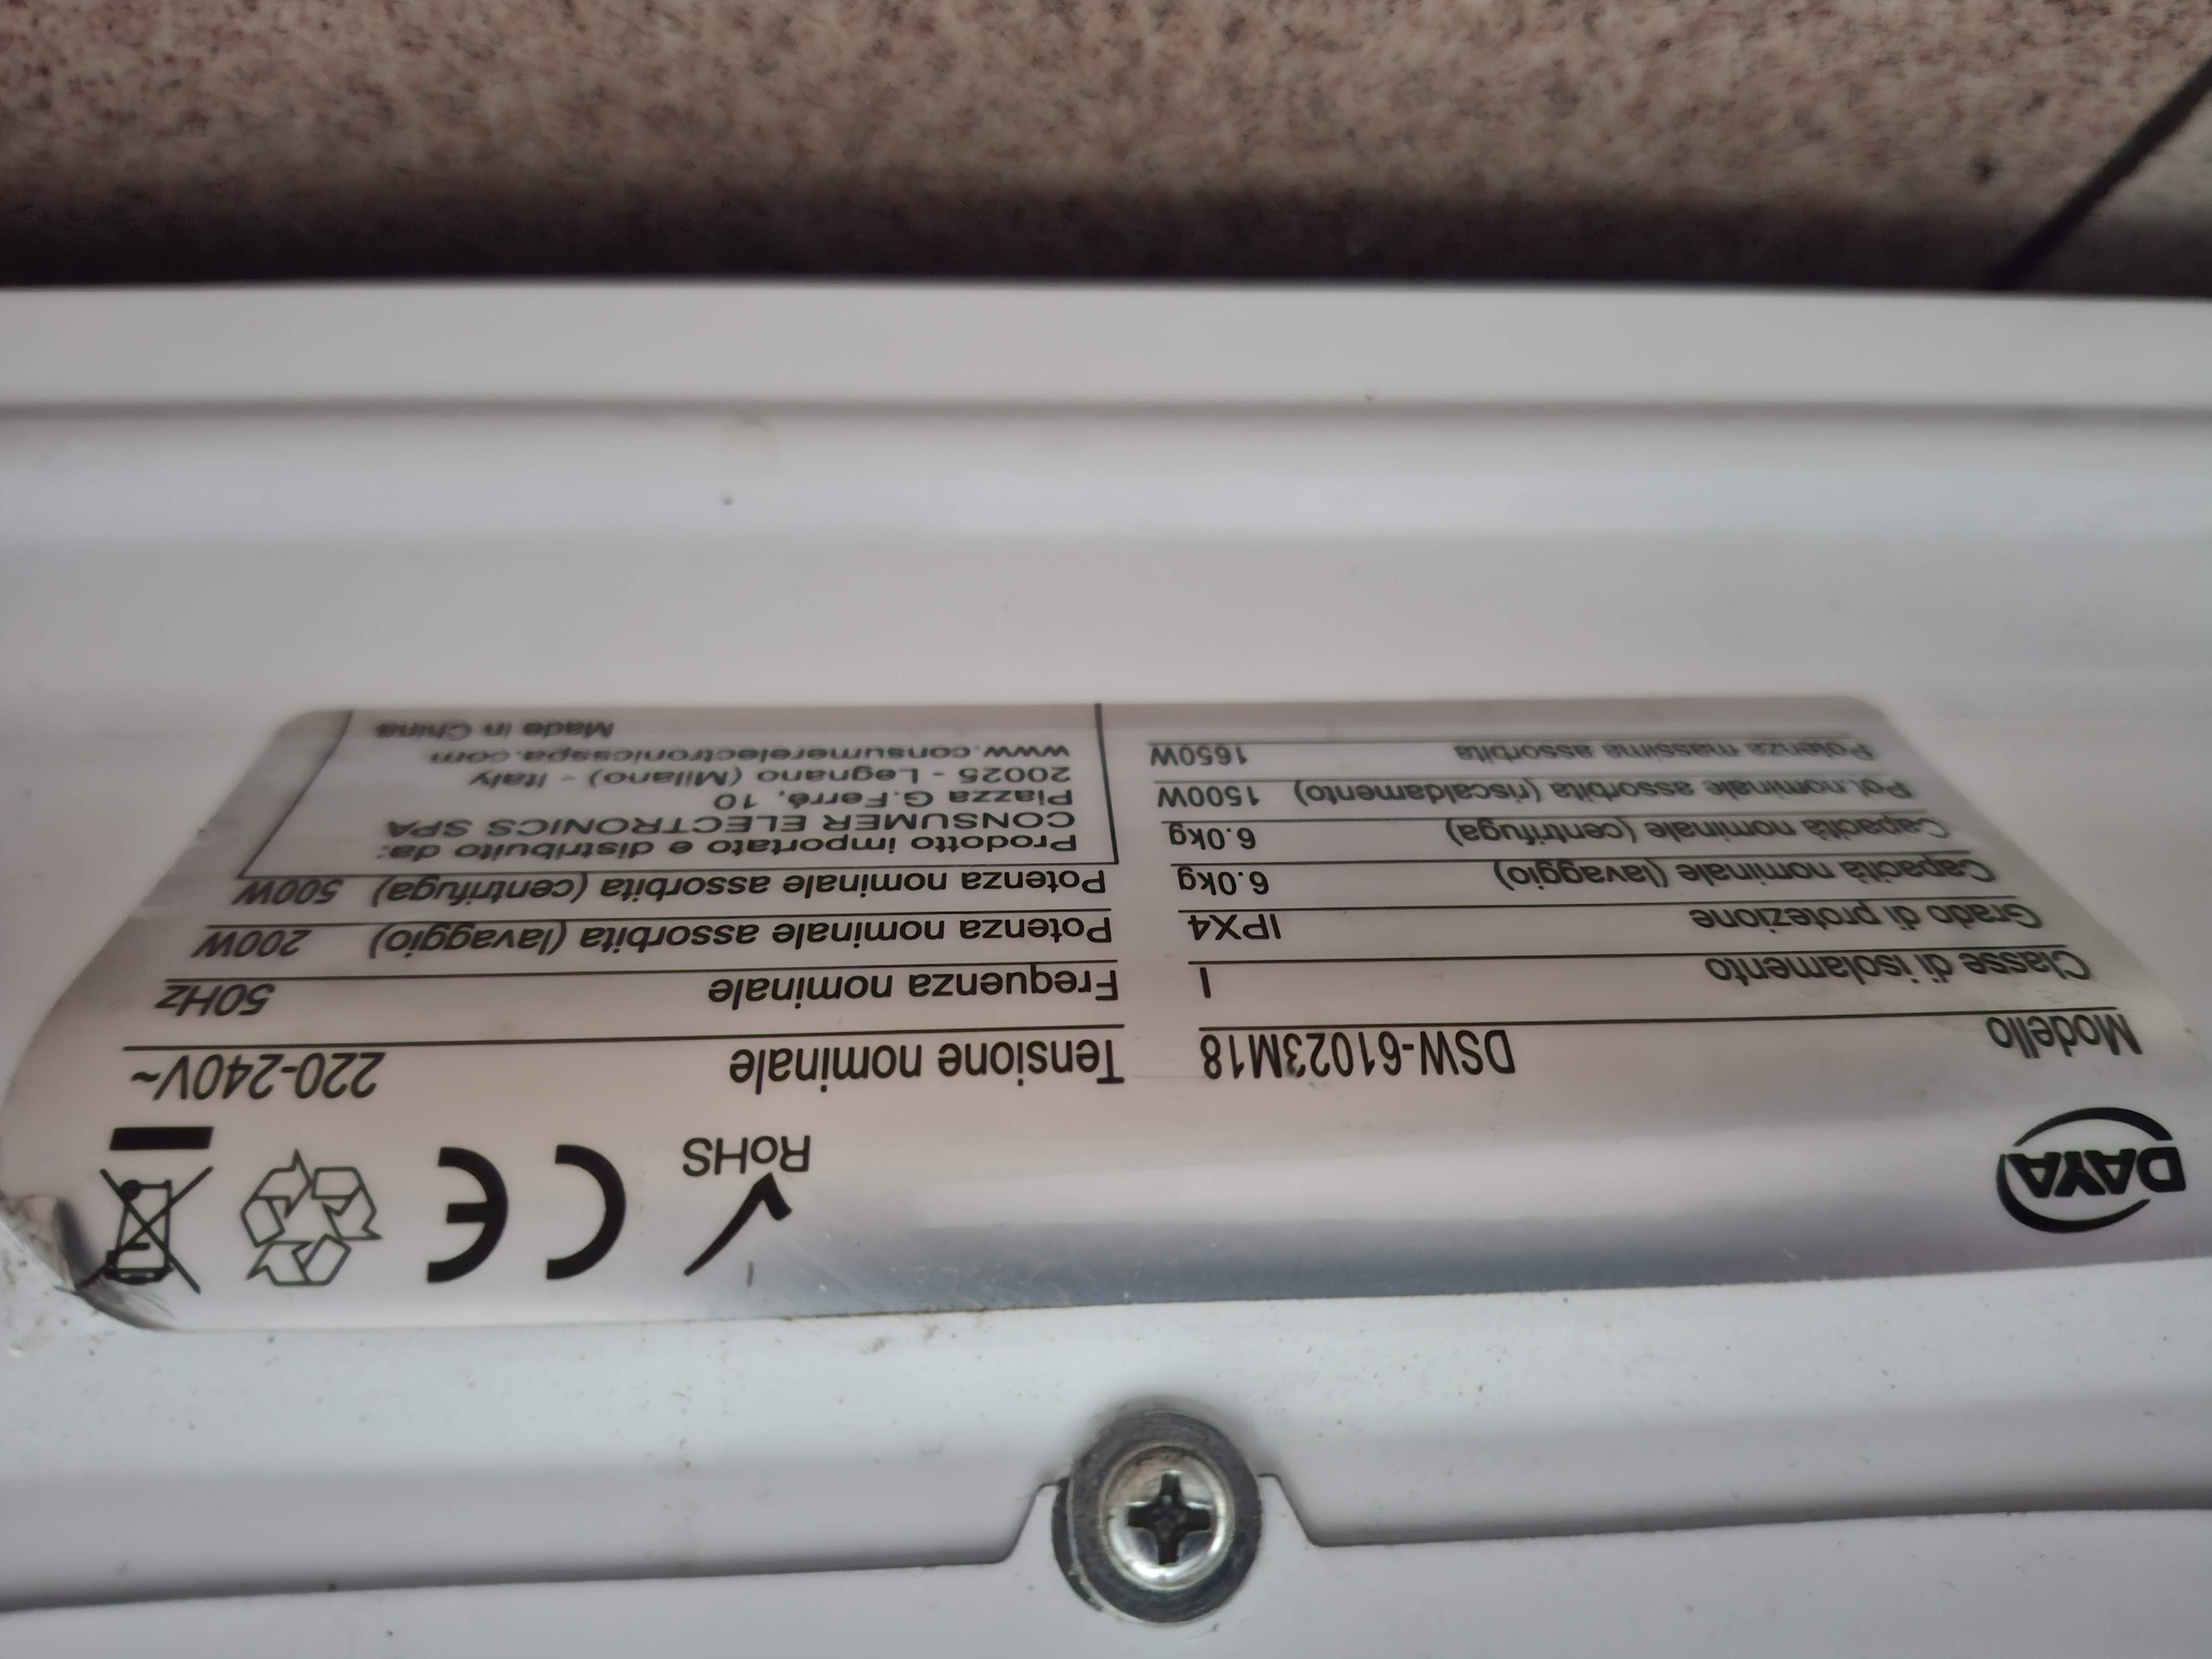 DAYA
RoHS
CE
Modello DSW-61023M18
Classe di isolamento I
Grado di protezione IPX4
Capacità nominale (lavaggio) 6.0kg
Capacità nominale (centrifuga) 6.0kg
Pot.nominale assorbita (riscaldamento) 1500W
Potenza massima assorbita 1650W
Tensione nominale 220-240V~
Frequenza nominale 50Hz
Potenza nominale assorbita (lavaggio) 200W
Potenza nominale assorbita (centrifuga) 500W
Prodotto importato e distribuito da:
CONSUMER ELECTRONICS SPA
Piazza G.Ferré, 10
20025 - Legnano (Milano) - Italy
www.consumerelectronicsspa.com
Made in China